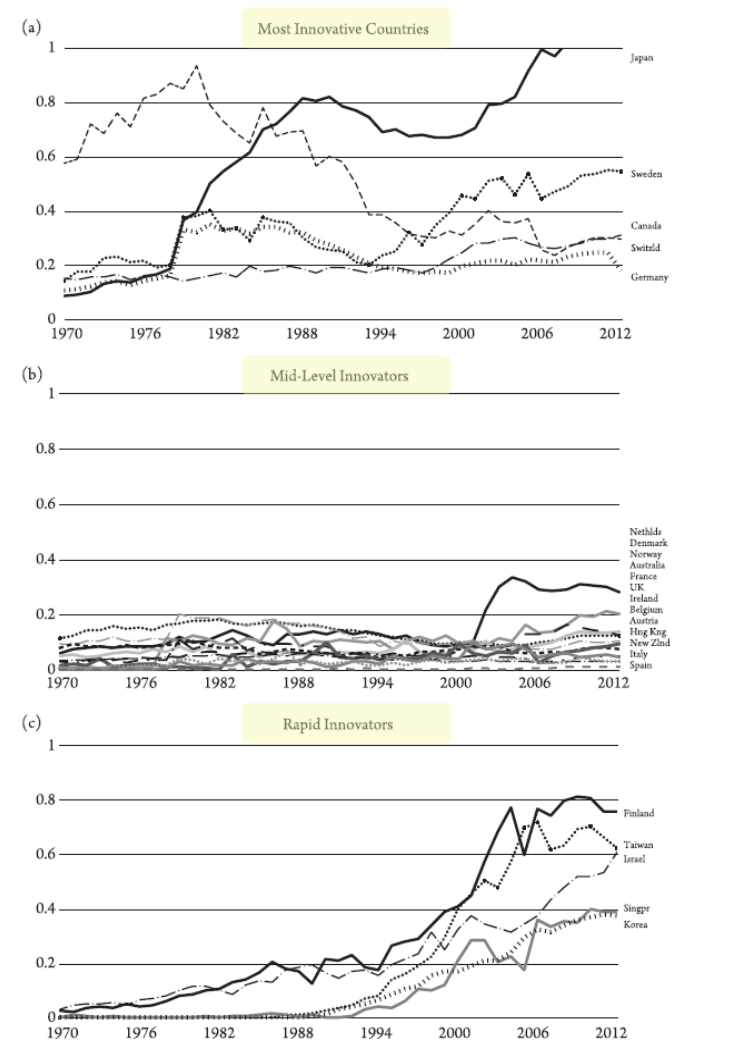 (a)
Most Innovative Countries
1
0.8
0.6
0.4
0.2
0
Japan
Sweden
Canada
Switzld
Germany
1970 1976 1982 1988 1994 2000 2006 2012
(b)
Mid-Level Innovators
1
0.8
0.6
0.4
0.2
0
Nethlds
Denmark
Norway
Australia
France
UK
Ireland
Belgium
Austria
Hng Kng
New Zlnd
Italy
Spain
1970 1976 1982 1988 1994 2000 2006 2012
(c)
Rapid Innovators
1
0.8
0.6
0.4
0.2
0
Finland
Taiwan
Israel
Singpr
Korea
1970 1976 1982 1988 1994 2000 2006 2012